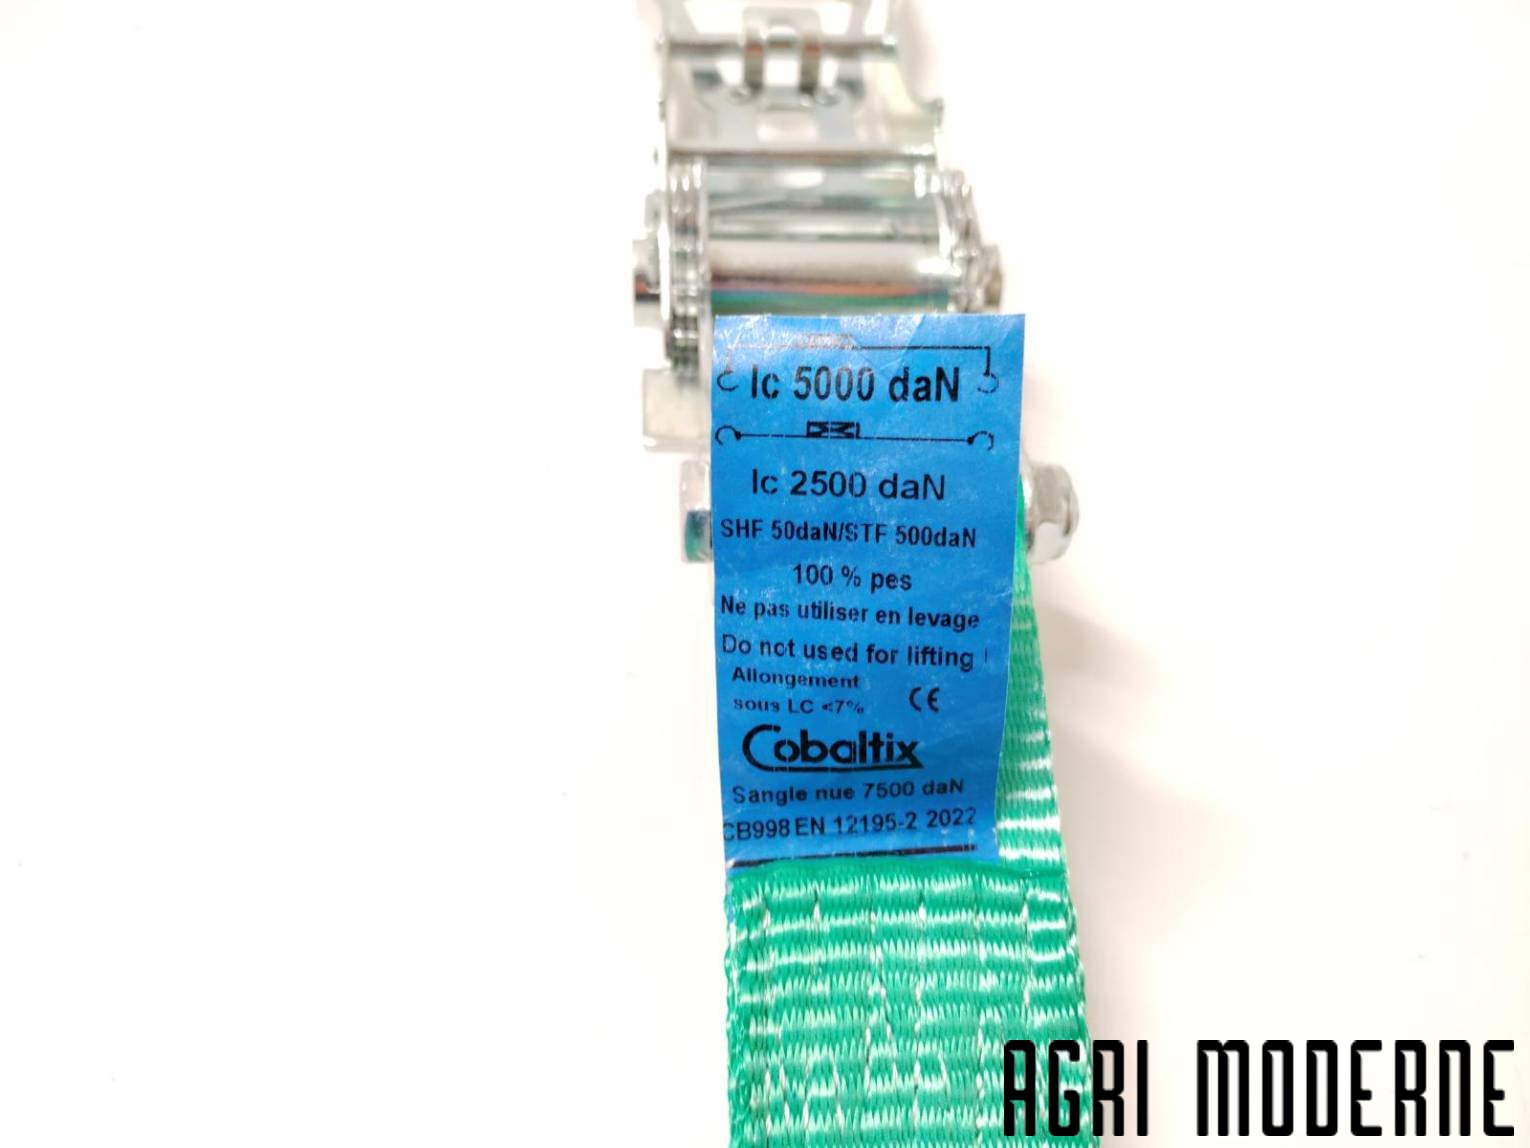 lc 5000 daN
lc 2500 daN
SHF 50daN/STF 500daN
100 % pes
Ne pas utiliser en levage
Do not used for lifting !
Allongement
sous LC <7%
CE
Cobaltix
Sangle nue 7500 daN
CB998 EN 12195-2 2022
AGRI MODERNE